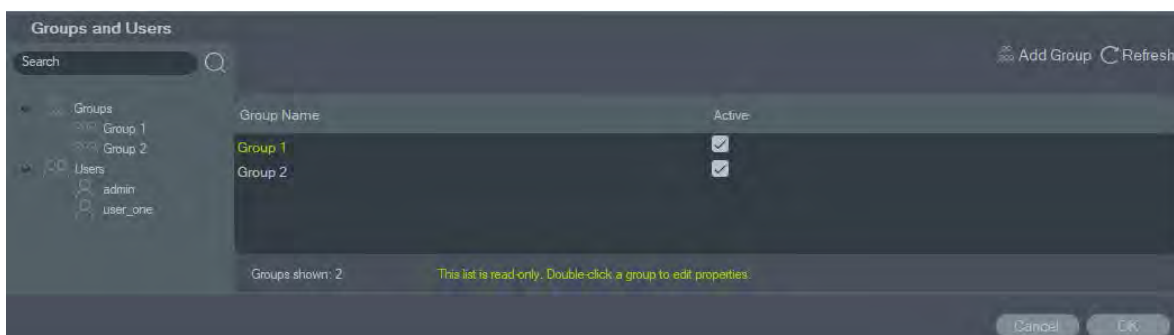 Groups and Users
Search
Add Group Refresh
Groups
Group 1
Group 2
Users
admin
user_one
Group Name Active
Group 1
Group 2
Groups shown: 2 This list is read-only. Double-click a group to edit properties.
Cancel OK